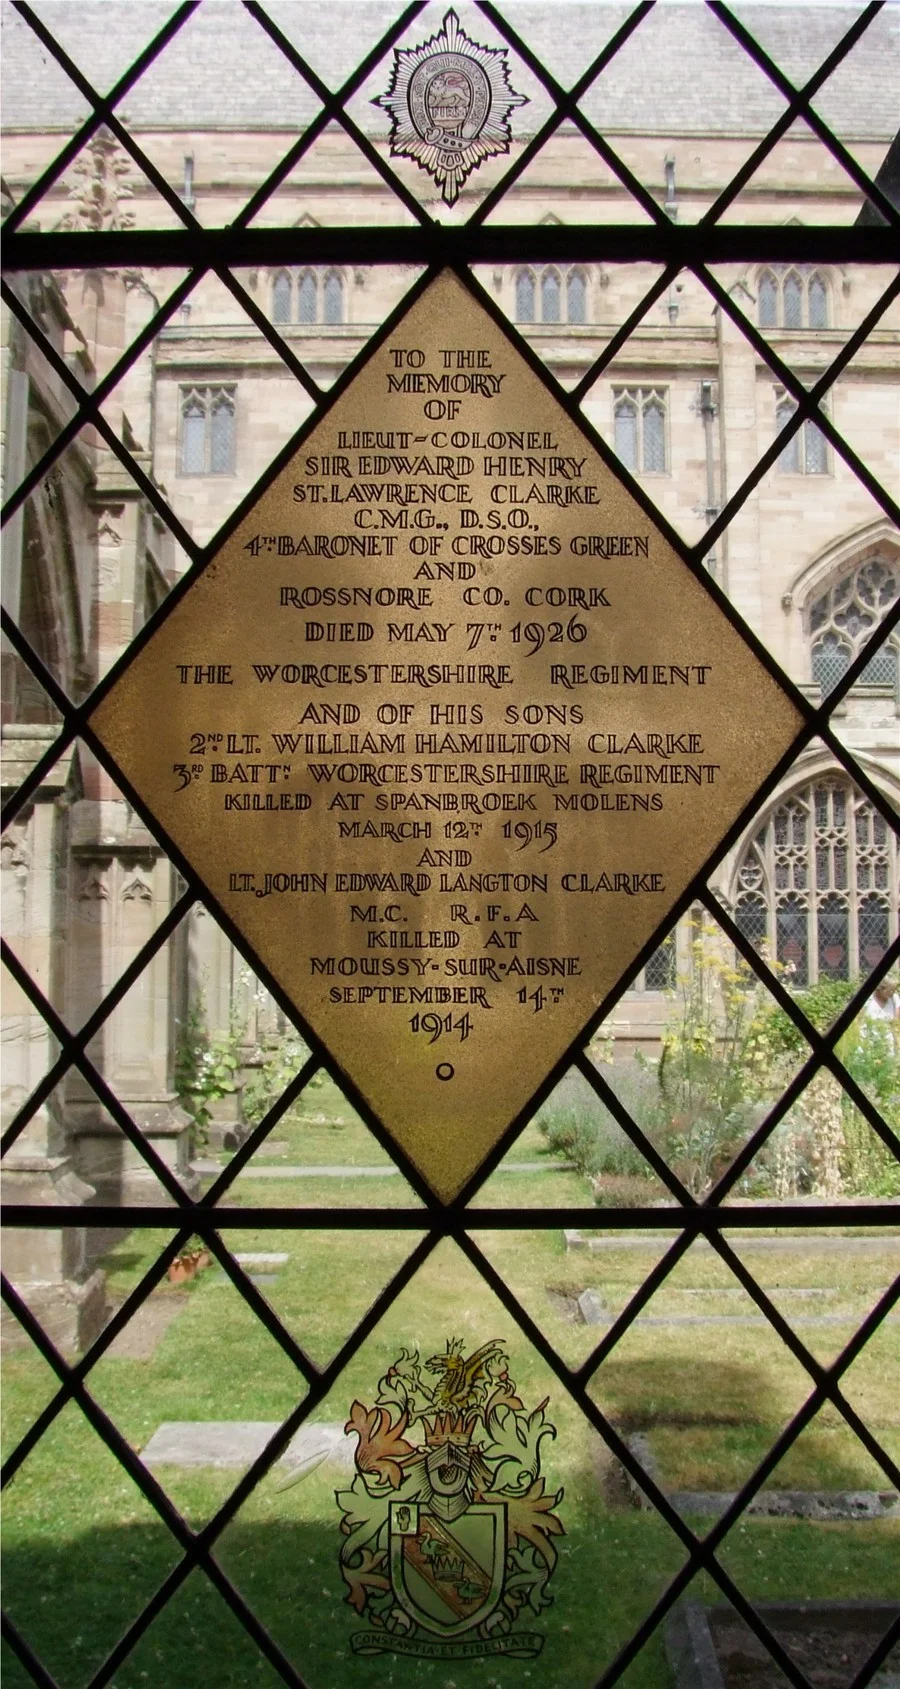 FIRM
TO THE
MEMORY
OF
LIEUT-COLONEL
SIR EDWARD HENRY
ST. LAWRENCE CLARKE
C.M.G., D.S.O.,
4TH BARONET OF CROSSES GREEN
AND
ROSSNORE CO. CORK
DIED MAY 7TH 1926
THE WORCESTERSHIRE REGIMENT
AND OF HIS SONS
2ND LT. WILLIAM HAMILTON CLARKE
3RD BATTN WORCESTERSHIRE REGIMENT
KILLED AT SPANBROEK MOLENS
MARCH 12TH 1915
AND
LT. JOHN EDWARD LANGTON CLARKE
M.C. R.F.A
KILLED AT
MOUSSY-SUR-AISNE
SEPTEMBER 14TH
1914
CONSTANTIA·ET·FIDELITATE